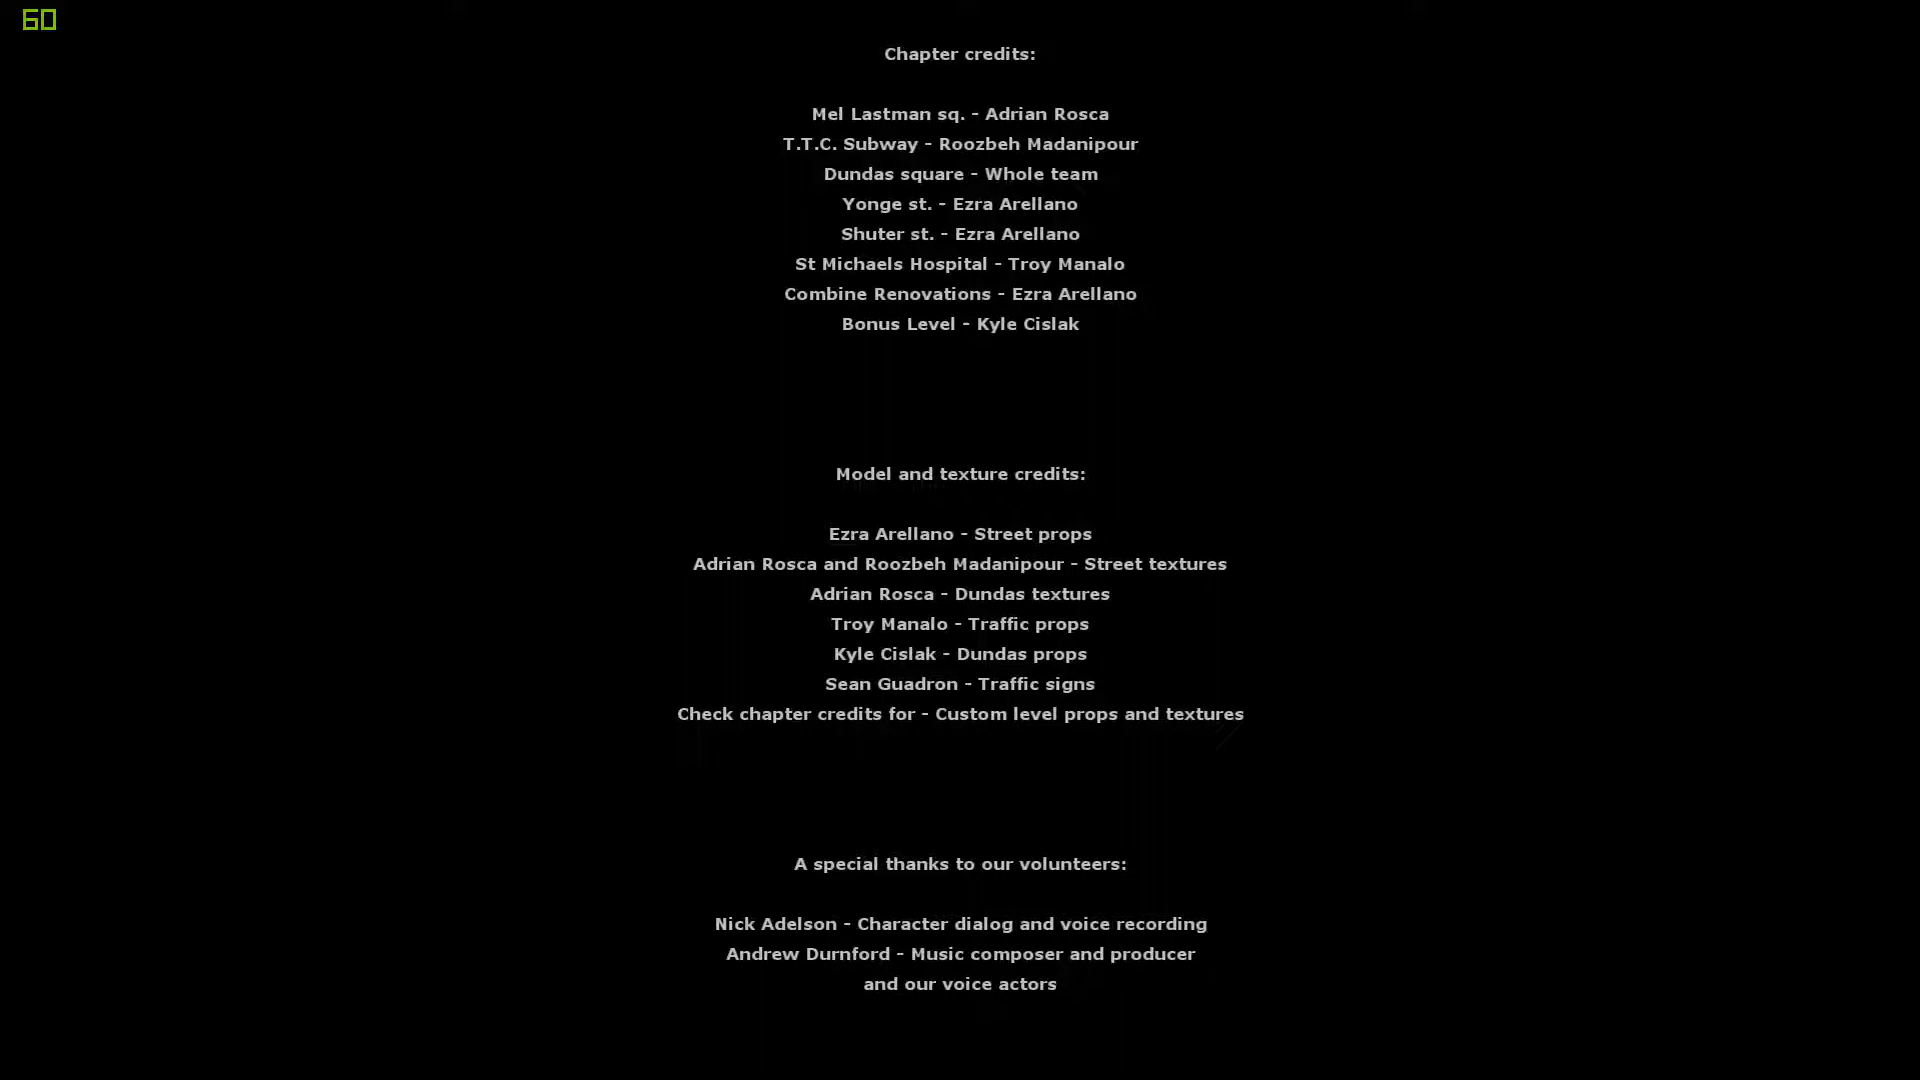 60
Chapter credits:
Mel Lastman sq. - Adrian Rosca
T.T.C. Subway - Roozbeh Madanipour
Dundas square - Whole team
Yonge st. - Ezra Arellano
Shuter st. - Ezra Arellano
St Michaels Hospital - Troy Manalo
Combine Renovations - Ezra Arellano
Bonus Level - Kyle Cislak
Model and texture credits:
Ezra Arellano - Street props
Adrian Rosca and Roozbeh Madanipour - Street textures
Adrian Rosca - Dundas textures
Troy Manalo - Traffic props
Kyle Cislak - Dundas props
Sean Guadron - Traffic signs
Check chapter credits for - Custom level props and textures
A special thanks to our volunteers:
Nick Adelson - Character dialog and voice recording
Andrew Durnford - Music composer and producer
and our voice actors